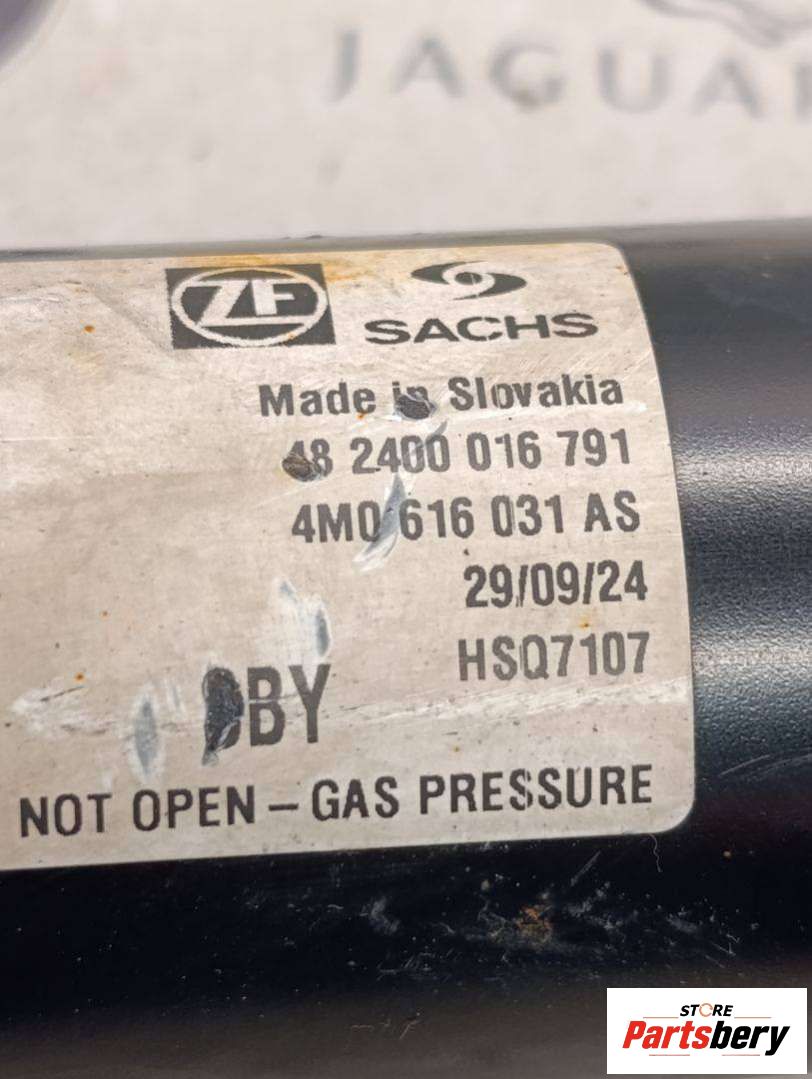 JAGUAR
ZF
SACHS
Made in Slovakia
48 2400 016 791
4M0 616 031 AS
29/09/24
HSQ7107
BY
NOT OPEN – GAS PRESSURE
STORE
Partsbery